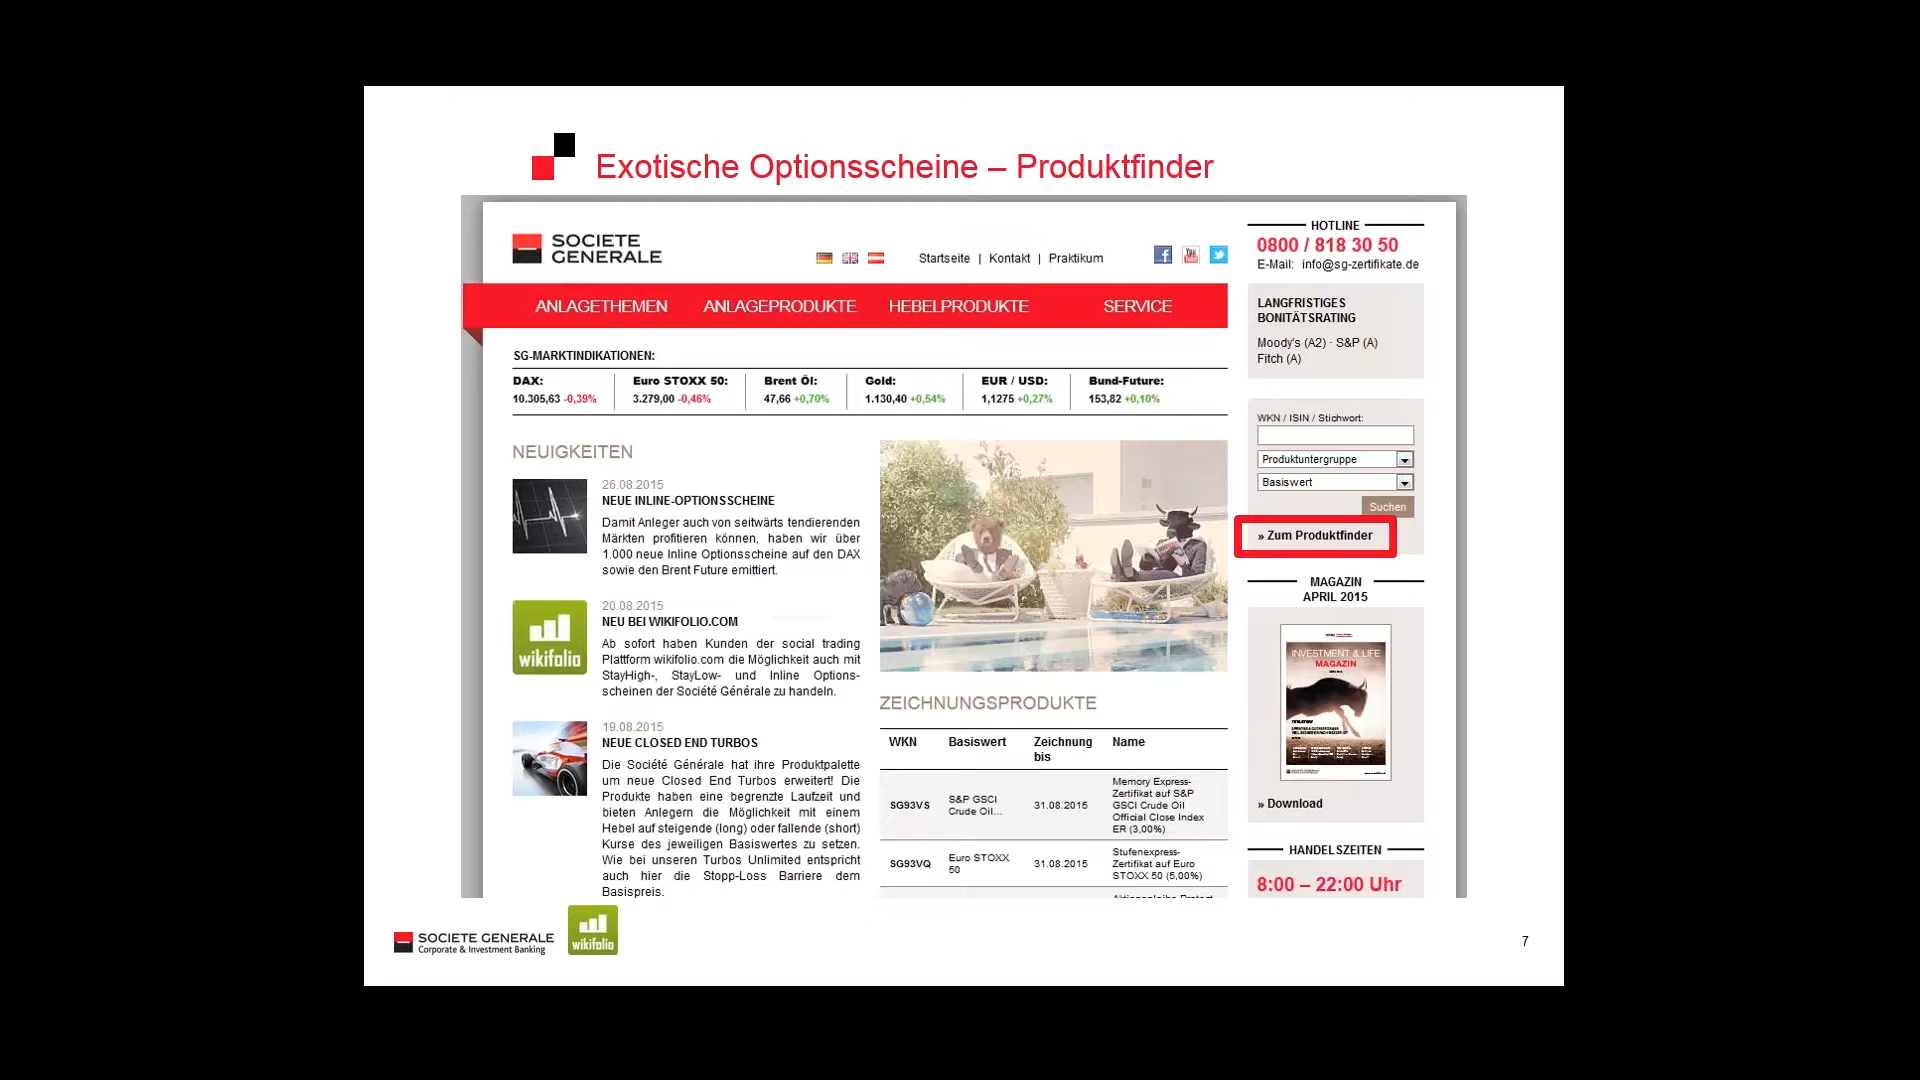 Exotische Optionsscheine – Produktfinder
SOCIETE
GENERALE
Startseite | Kontakt | Praktikum
ANLAGETHEMEN ANLAGEPRODUKTE HEBELPRODUKTE SERVICE
SG-MARKTINDIKATIONEN:
DAX: Euro STOXX 50: Brent Öl: Gold: EUR / USD: Bund-Future:
10.305,63 -0,39% 3.279,00 -0,46% 47,66 +0,70% 1.130,40 +0,54% 1,1275 +0,27% 153,82 +0,10%
NEUIGKEITEN
26.08.2015
NEUE INLINE-OPTIONSSCHEINE
Damit Anleger auch von seitwärts tendierenden
Märkten profitieren können, haben wir über
1.000 neue Inline Optionsscheine auf den DAX
sowie den Brent Future emittiert.
wikifolio
20.08.2015
NEU BEI WIKIFOLIO.COM
Ab sofort haben Kunden der social trading
Plattform wikifolio.com die Möglichkeit auch mit
StayHigh-, StayLow- und Inline Options-
scheinen der Société Générale zu handeln.
19.08.2015
NEUE CLOSED END TURBOS
Die Société Générale hat ihre Produktpalette
um neue Closed End Turbos erweitert! Die
Produkte haben eine begrenzte Laufzeit und
bieten Anlegern die Möglichkeit mit einem
Hebel auf steigende (long) oder fallende (short)
Kurse des jeweiligen Basiswertes zu setzen.
Wie bei unseren Turbos Unlimited entspricht
auch hier die Stopp-Loss Barriere dem
Basispreis.
ZEICHNUNGSPRODUKTE
WKN Basiswert Zeichnung bis Name
SG93VS S&P GSCI Crude Oil... 31.08.2015 Memory Express-
Zertifikat auf S&P
GSCI Crude Oil
Official Close Index
ER (3,00%)
SG93VQ Euro STOXX 50 31.08.2015 Stufenexpress-
Zertifikat auf Euro
STOXX 50 (5,00%)
HOTLINE
0800 / 818 30 50
E-Mail: info@sg-zertifikate.de
LANGFRISTIGES
BONITÄTSRATING
Moody's (A2) · S&P (A)
Fitch (A)
WKN / ISIN / Stichwort:
Produktuntergruppe
Basiswert
Suchen
» Zum Produktfinder
MAGAZIN
APRIL 2015
INVESTMENT & LIFE
MAGAZIN
» Download
HANDELSZEITEN
8:00 – 22:00 Uhr
SOCIETE GENERALE
Corporate & Investment Banking
wikifolio
7